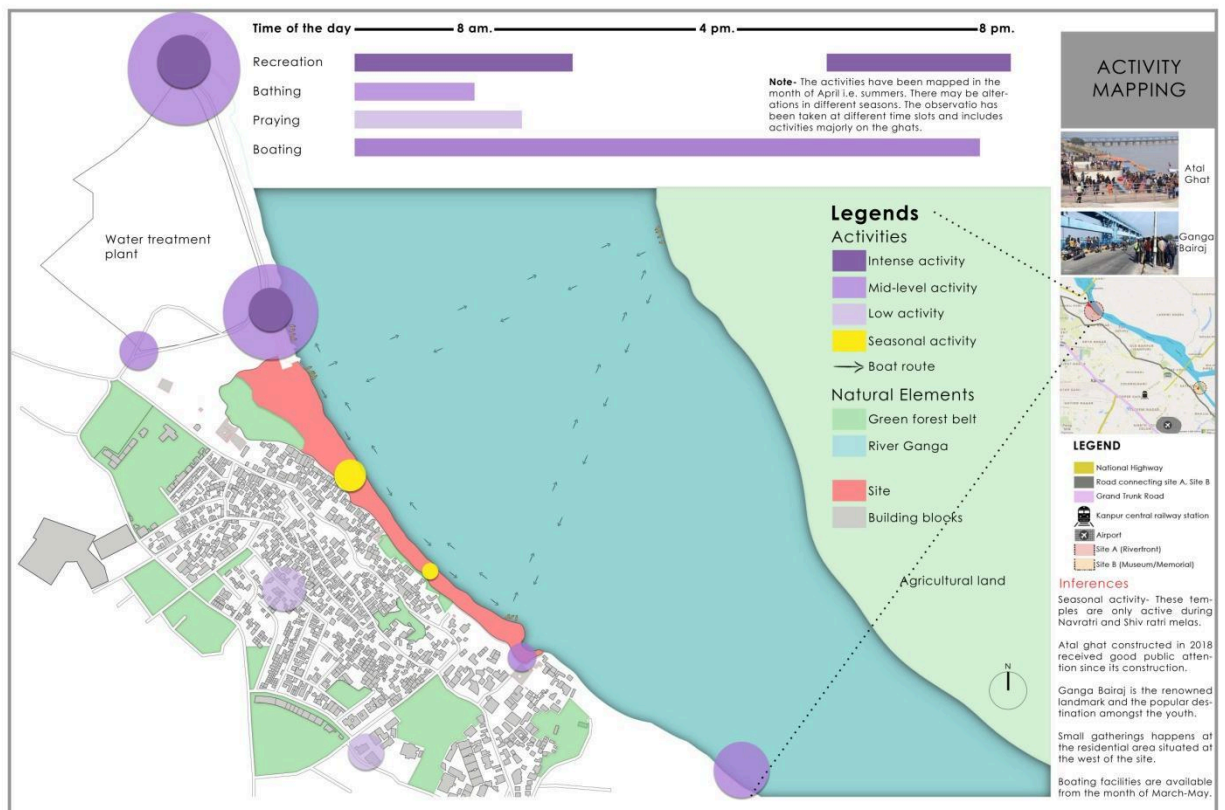 Time of the day 8 am. 4 pm. 8 pm.
Recreation
Bathing
Praying
Boating
Note- The activities have been mapped in the
month of April i.e. summers. There may be alter-
ations in different seasons. The observatio has
been taken at different time slots and includes
activities majorly on the ghats.
Water treatment
plant
Legends
Activities
Intense activity
Mid-level activity
Low activity
Seasonal activity
Boat route
Natural Elements
Green forest belt
River Ganga
Site
Building blocks
Agricultural land
N
ACTIVITY
MAPPING
Atal
Ghat
Ganga
Bairaj
LEGEND
National Highway
Road connecting site A, Site B
Grand Trunk Road
Kanpur central railway station
Airport
Site A (Riverfront)
Site B (Museum/Memorial)
Inferences
Seasonal activity- These tem-
ples are only active during
Navratri and Shiv ratri melas.
Atal ghat constructed in 2018
received good public atten-
tion since its construction.
Ganga Bairaj is the renowned
landmark and the popular des-
tination amongst the youth.
Small gatherings happens at
the residential area situated at
the west of the site.
Boating facilities are available
from the month of March-May.